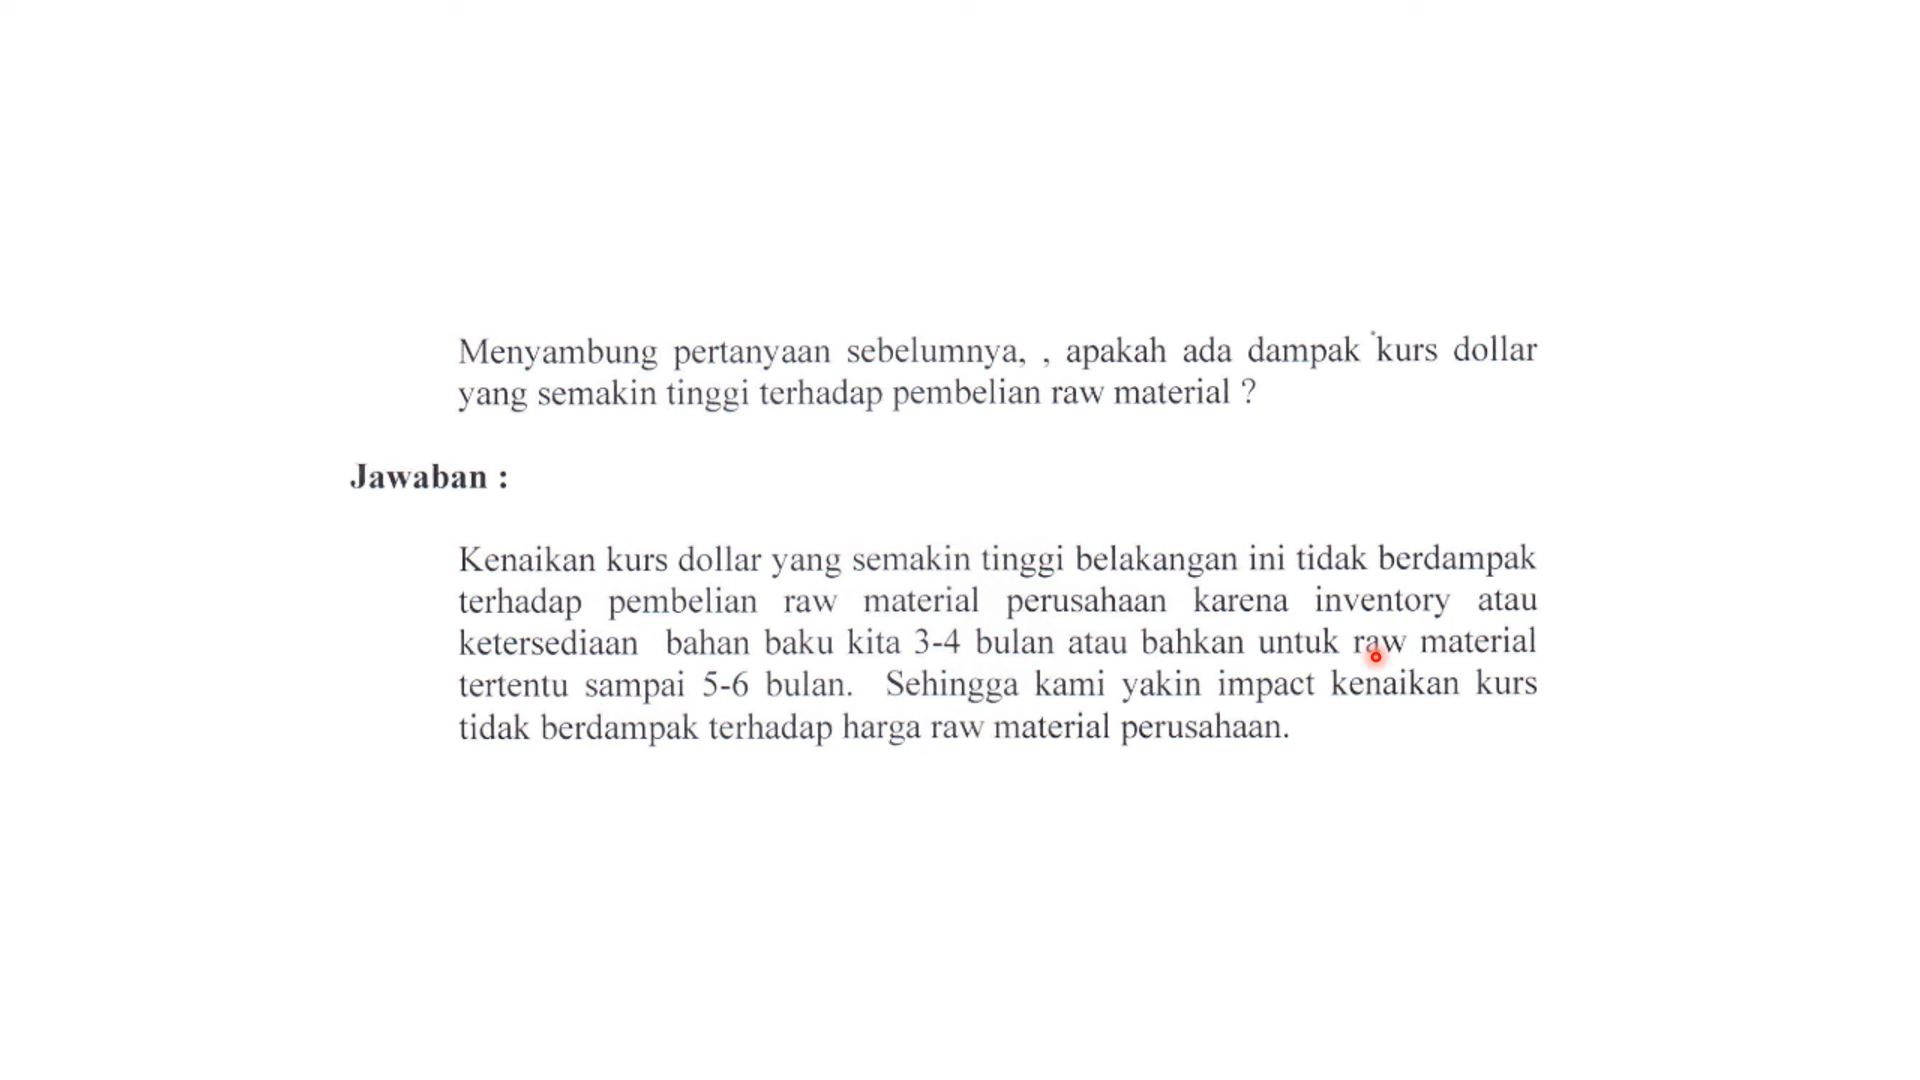 Menyambung pertanyaan sebelumnya, , apakah ada dampak kurs dollar
yang semakin tinggi terhadap pembelian raw material ?
Jawaban :
Kenaikan kurs dollar yang semakin tinggi belakangan ini tidak berdampak
terhadap pembelian raw material perusahaan karena inventory atau
ketersediaan bahan baku kita 3-4 bulan atau bahkan untuk raw material
tertentu sampai 5-6 bulan. Sehingga kami yakin impact kenaikan kurs
tidak berdampak terhadap harga raw material perusahaan.